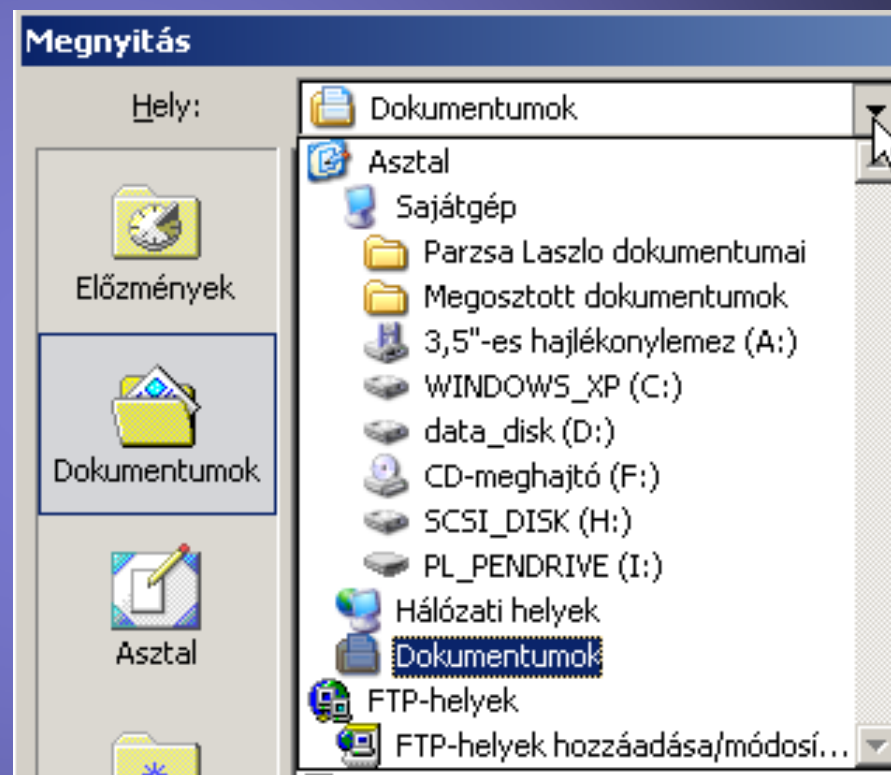 Megnyitás
Hely:
Dokumentumok
Asztal
Sajátgép
Parzsa Laszlo dokumentumai
Megosztott dokumentumok
3,5"-es hajlékonylemez (A:)
WINDOWS_XP (C:)
data_disk (D:)
CD-meghajtó (F:)
SCSI_DISK (H:)
PL_PENDRIVE (I:)
Hálózati helyek
Dokumentumok
FTP-helyek
FTP-helyek hozzáadása/módosí...
Előzmények
Dokumentumok
Asztal